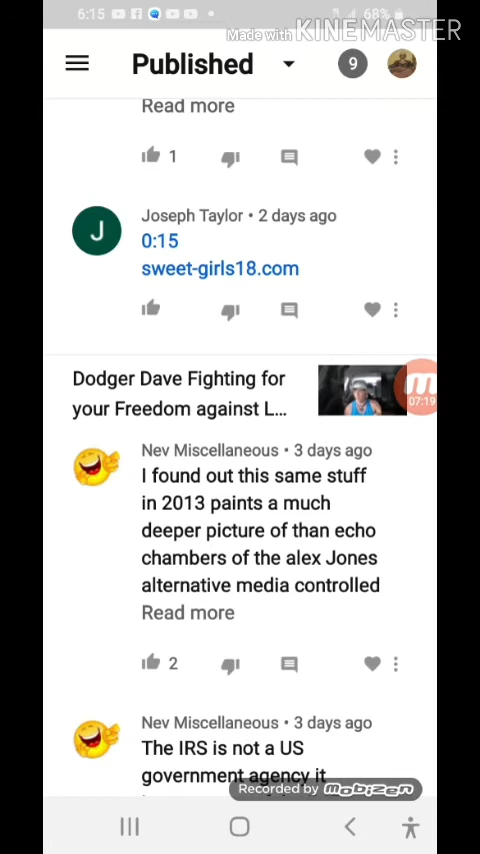 6:15
68%
Made with KINEMASTER
Published
9
Read more
1
J
Joseph Taylor • 2 days ago
0:15
sweet-girls18.com
Dodger Dave Fighting for
your Freedom against L...
07:19
Nev Miscellaneous • 3 days ago
I found out this same stuff
in 2013 paints a much
deeper picture of than echo
chambers of the alex Jones
alternative media controlled
Read more
2
Nev Miscellaneous • 3 days ago
The IRS is not a US
government agency it
Recorded by mobizen